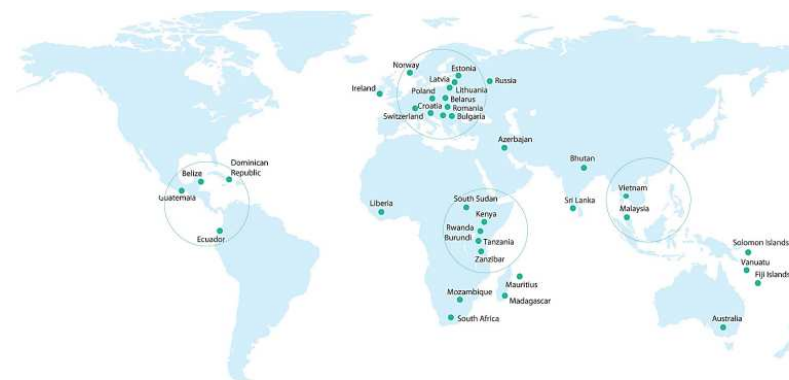 Norway
Estonia
Latvia
Russia
Ireland
Poland
Lithuania
Belarus
Croatia
Romania
Switzerland
Bulgaria
Azerbajan
Bhutan
Dominican
Republic
Belize
Guatemala
Ecuador
Liberia
South Sudan
Kenya
Rwanda
Burundi
Tanzania
Zanzibar
Sri Lanka
Vietnam
Malaysia
Solomon Islands
Vanuatu
Fiji Islands
Mauritius
Mozambique
Madagascar
South Africa
Australia